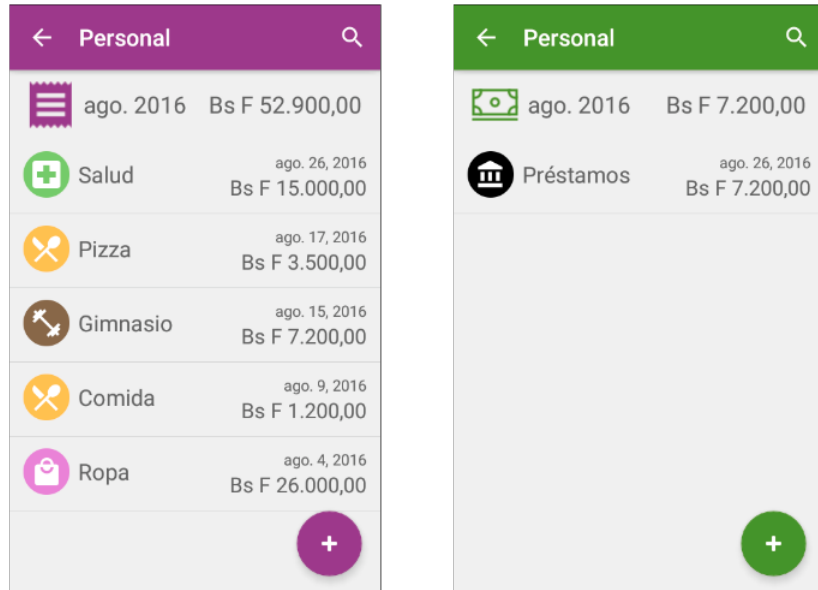 Personal
ago. 2016 Bs F 52.900,00
Salud
ago. 26, 2016
Bs F 15.000,00
Pizza
ago. 17, 2016
Bs F 3.500,00
Gimnasio
ago. 15, 2016
Bs F 7.200,00
Comida
ago. 9, 2016
Bs F 1.200,00
Ropa
ago. 4, 2016
Bs F 26.000,00
Personal
ago. 2016 Bs F 7.200,00
Préstamos
ago. 26, 2016
Bs F 7.200,00